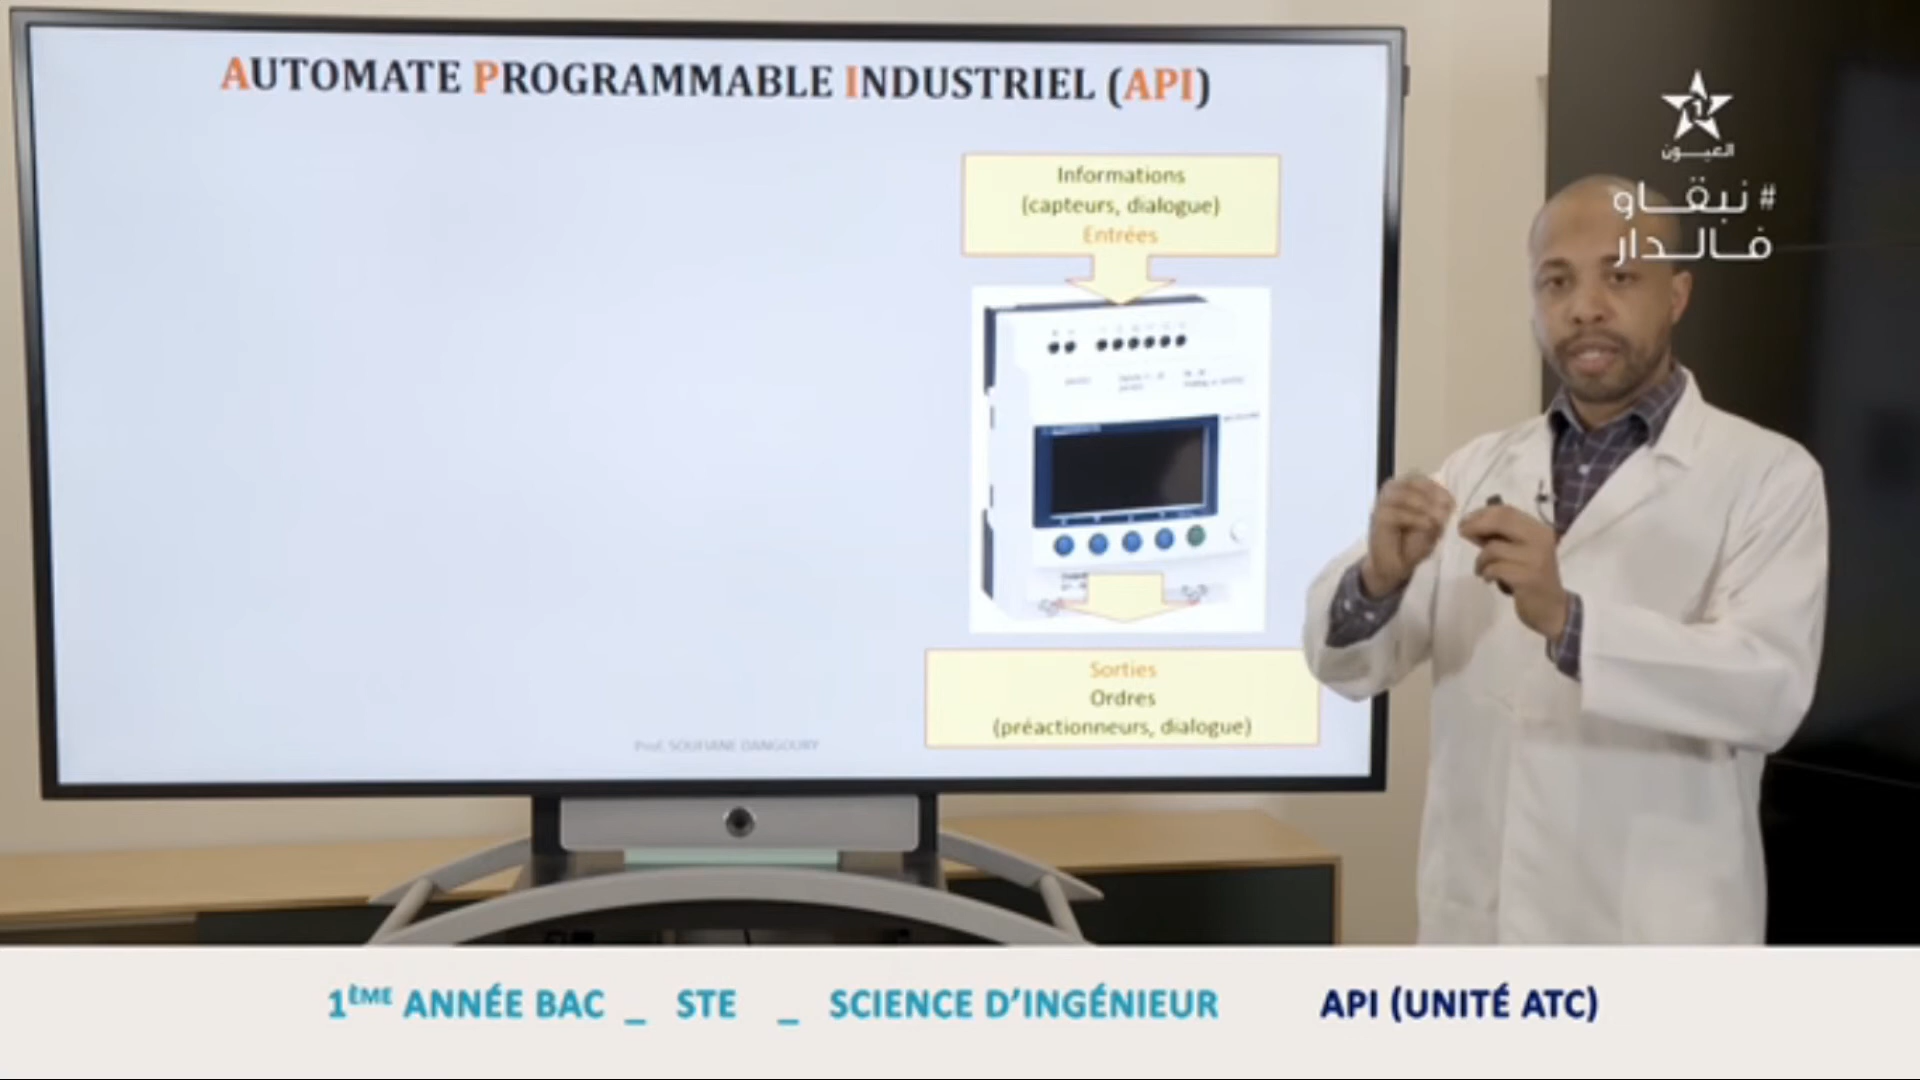 AUTOMATE PROGRAMMABLE INDUSTRIEL (API)
Informations
(capteurs, dialogue)
Entrées
Sorties
Ordres
(préactionneurs, dialogue)
Prof. SOUFIANE DANGOURY
العيون
#نبقاو
فالدار
1ÈME ANNÉE BAC _ STE _ SCIENCE D'INGÉNIEUR API (UNITÉ ATC)